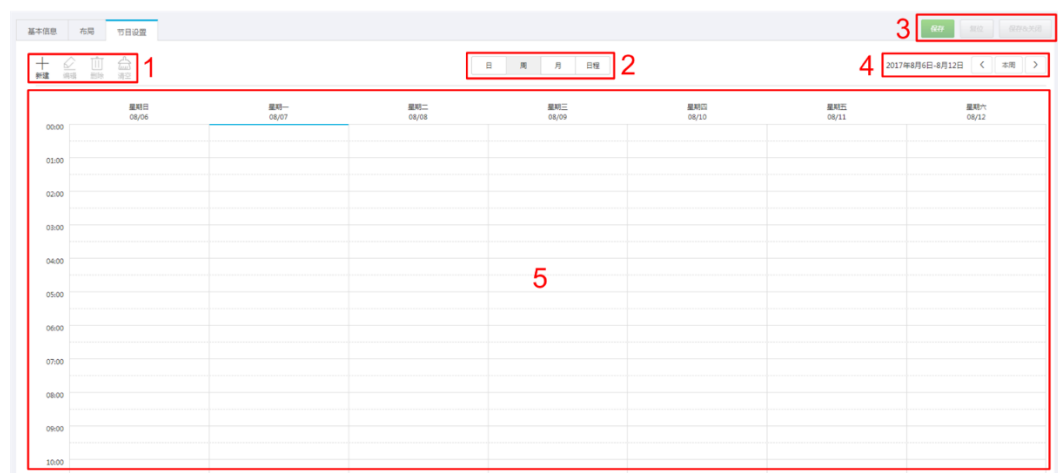 基本信息 布局 节目设置
3 保存
新建 编辑 删除 清空 1
日 周 月 日程 2
4 2017年8月6日-8月12日 < 本周 >
星期日 星期一 星期二 星期三 星期四 星期五 星期六
08/06 08/07 08/08 08/09 08/10 08/11 08/12
00:00
01:00
02:00
03:00
04:00
5
05:00
06:00
07:00
08:00
09:00
10:00